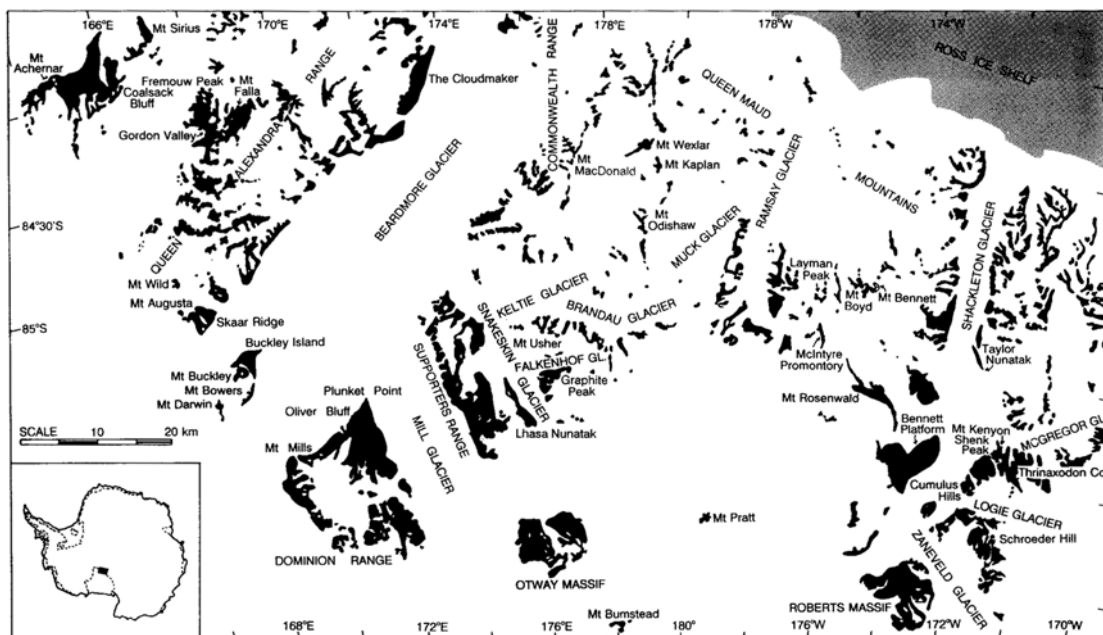 166°E
170°E
174°E
178°W
174°W
Mt Sirius
Mt
Achernar
Coalsack
Bluff
Fremouw Peak
Mt
Falla
Gordon Valley
QUEEN ALEXANDRA RANGE
The Cloudmaker
COMMONWEALTH RANGE
QUEEN MAUD MOUNTAINS
ROSS ICE SHELF
BEARDMORE GLACIER
Mt
MacDonald
Mt Wexlar
Mt Kaplan
Mt
Odishaw
RAMSAY GLACIER
MUCK GLACIER
84°30'S
Mt Wild
Mt Augusta
Skaar Ridge
85°S
KELTIE GLACIER
BRANDAU GLACIER
SNAKESKIN GLACIER
Mt Usher
FALKENHOF GL.
Graphite
Peak
Lhasa Nunatak
SUPPORTERS RANGE
MILL GLACIER
Layman
Peak
Mt
Boyd
Mt Bennett
SHACKLETON GLACIER
McIntyre
Promontory
Taylor
Nunatak
Mt Rosenwald
Buckley Island
Mt Buckley
Mt Bowers
Mt Darwin
Plunket Point
Oliver Bluff
Mt Mills
DOMINION RANGE
SCALE
0
10
20 km
Bennett
Platform
Mt Kenyon
Shenk
Peak
MCGREGOR GL
Thrinaxodon Co
Cumulus
Hills
LOGIE GLACIER
Schroeder Hill
ZANEVELD GLACIER
Mt Pratt
OTWAY MASSIF
Mt Bumstead
ROBERTS MASSIF
168°E
172°E
176°E
180°
176°W
172°W
170°W